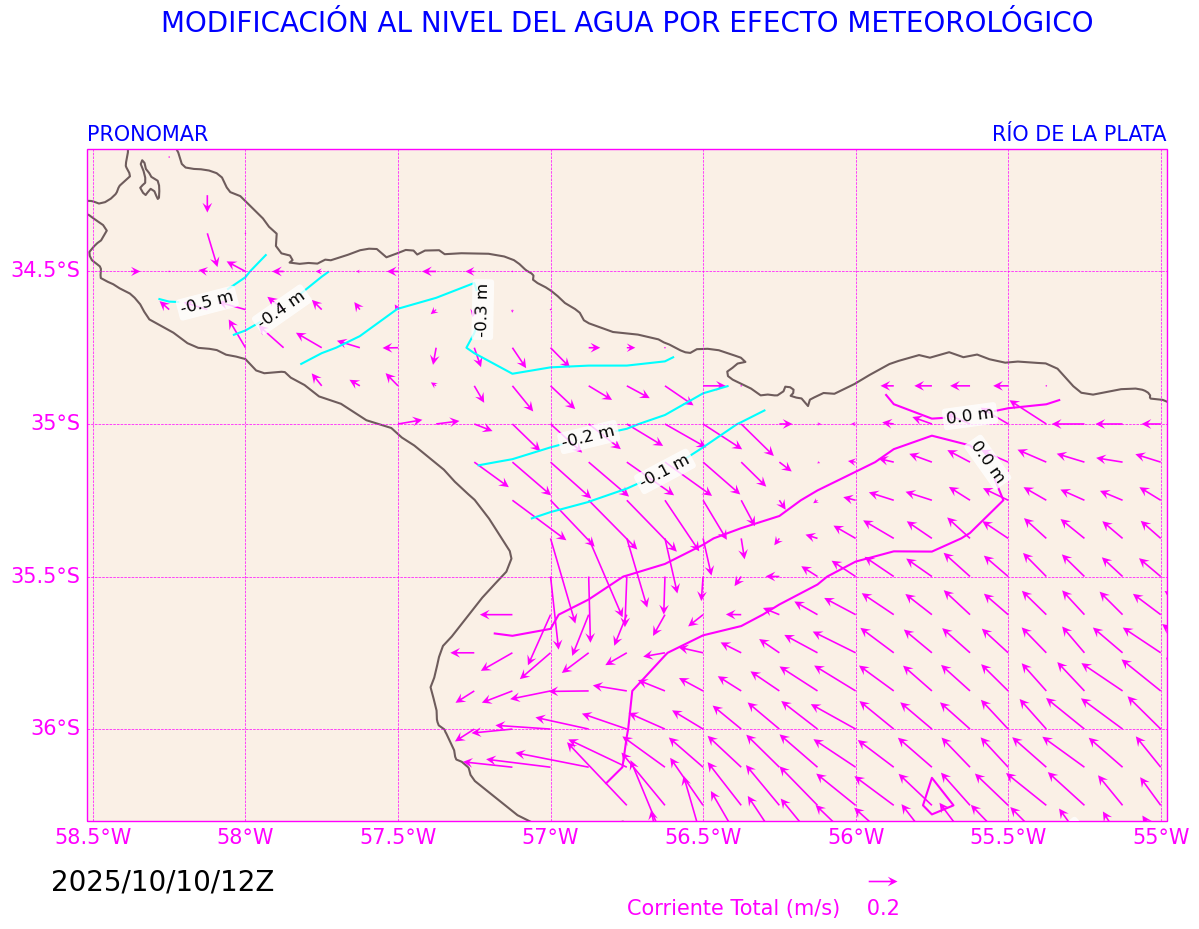 MODIFICACIÓN AL NIVEL DEL AGUA POR EFECTO METEOROLÓGICO
PRONOMAR
RÍO DE LA PLATA
34.5°S
35°S
35.5°S
36°S
-0.5 m
-0.4 m
-0.3 m
-0.2 m
-0.1 m
0.0 m
0.0 m
58.5°W
58°W
57.5°W
57°W
56.5°W
56°W
55.5°W
55°W
2025/10/10/12Z
Corriente Total (m/s)
0.2